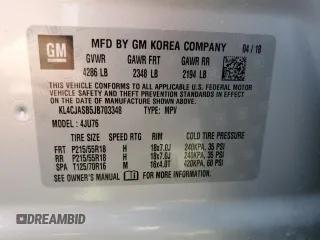 GM
MFD BY GM KOREA COMPANY 04 / 18
GVWR GAWR FRT GAWR RR
4286 LB 2348 LB 2194 LB
THIS VEHICLE CONFORMS TO ALL APPLICABLE U.S. FEDERAL
MOTOR VEHICLE SAFETY, BUMPER, AND THEFT PREVENTION
STANDARDS IN EFFECT ON THE DATE OF MANUFACTURE SHOWN ABOVE.
KL4CJASB5JB703348 TYPE: MPV
MODEL: 4JU76
TIRE SIZE SPEED RTG RIM COLD TIRE PRESSURE
FRT P215/55R18 H 18x7.0J 240KPA, 35 PSI
RR P215/55R18 H 18x7.0J 240KPA, 35 PSI
SPA T125/70R16 M 16x4.0T 420KPA, 60 PSI
SEE OWNER'S MANUAL FOR ADDITIONAL INFORMATION
DREAMBID